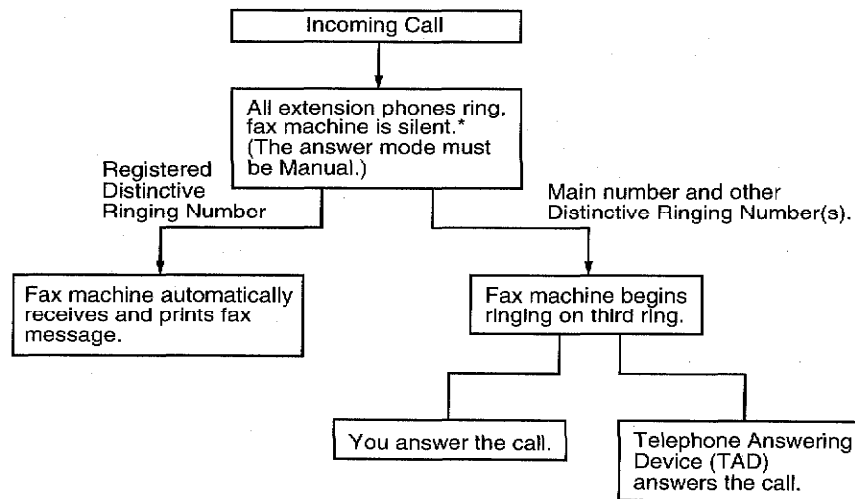 Incoming Call
All extension phones ring,
fax machine is silent.*
(The answer mode must
be Manual.)
Registered
Distinctive
Ringing Number
Main number and other
Distinctive Ringing Number(s).
Fax machine automatically
receives and prints fax
message.
Fax machine begins
ringing on third ring.
You answer the call.
Telephone Answering
Device (TAD)
answers the call.